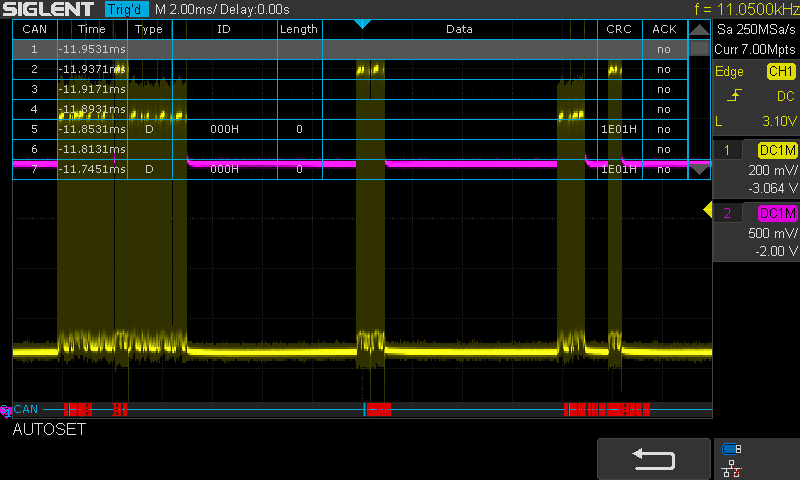 SIGLENT Trig'd M 2.00ms/ Delay:0.00s f = 11.0500kHz
CAN Time Type ID Length Data CRC ACK Sa 250MSa/s
1 -11.9531ms no Curr 7.00Mpts
2 -11.9371ms no Edge CH1
3 -11.9171ms no DC
4 -11.8931ms no L 3.10V
5 -11.8531ms D 000H 0 1E01H no
6 -11.8131ms no 1 DC1M
7 -11.7451ms D 000H 0 1E01H no 200 mV/
-3.064 V
2 DC1M
500 mV/
-2.00 V
CAN
AUTOSET